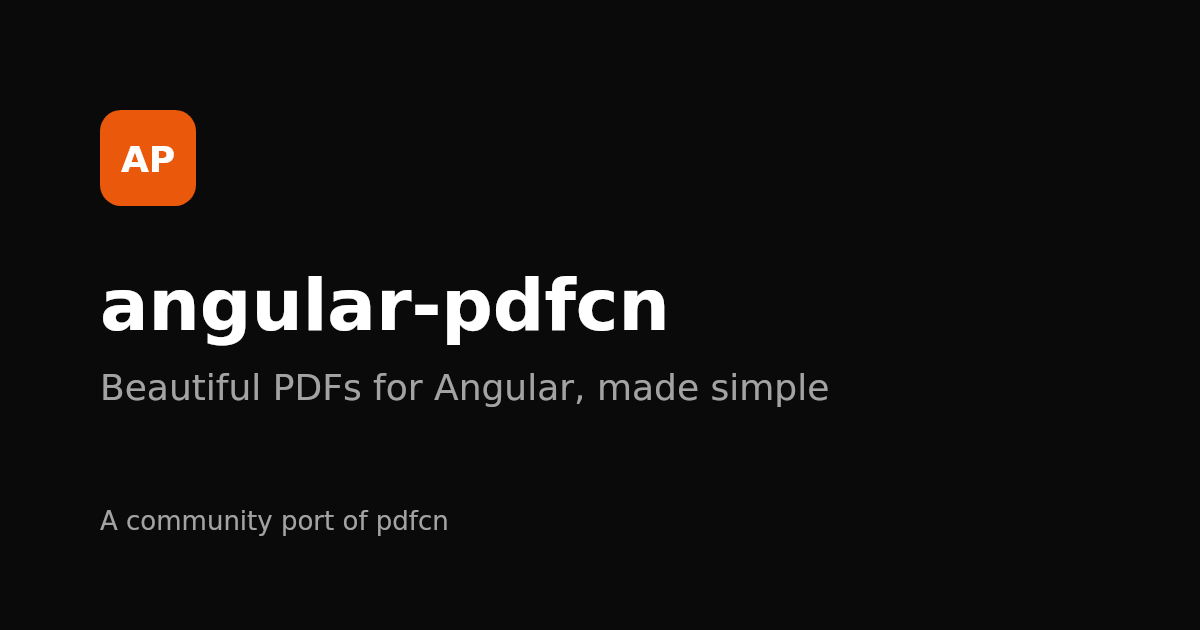 AP
angular-pdfcn
Beautiful PDFs for Angular, made simple
A community port of pdfcn